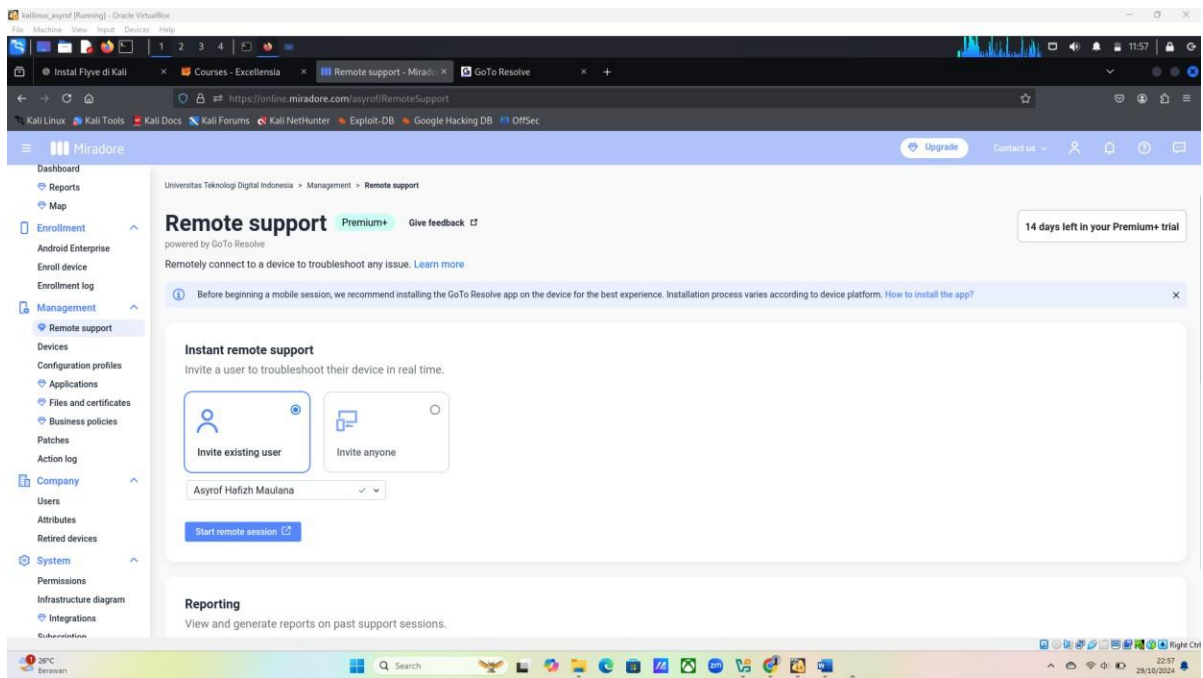 kalilinux_asyrof [Running] - Oracle VirtualBox
File Machine View Input Devices Help
1 2 3 4
11:57
Instal Flyve di Kali
Courses - Excellensia
Remote support - Mirado
GoTo Resolve
https://online.miradore.com/asyrof/RemoteSupport
Kali Linux Kali Tools Kali Docs Kali Forums Kali NetHunter Exploit-DB Google Hacking DB OffSec
Miradore
Upgrade
Contact us
Dashboard
Reports
Map
Enrollment
Android Enterprise
Enroll device
Enrollment log
Management
Remote support
Devices
Configuration profiles
Applications
Files and certificates
Business policies
Patches
Action log
Company
Users
Attributes
Retired devices
System
Permissions
Infrastructure diagram
Integrations
Subscription
Universitas Teknologi Digital Indonesia > Management > Remote support
Remote support Premium+ Give feedback
14 days left in your Premium+ trial
powered by GoTo Resolve
Remotely connect to a device to troubleshoot any issue. Learn more
Before beginning a mobile session, we recommend installing the GoTo Resolve app on the device for the best experience. Installation process varies according to device platform. How to install the app?
Instant remote support
Invite a user to troubleshoot their device in real time.
Invite existing user
Invite anyone
Asyrof Hafizh Maulana
Start remote session
Reporting
View and generate reports on past support sessions.
Right Ctrl
26°C
Berawan
Search
zm
22:57
29/10/2024